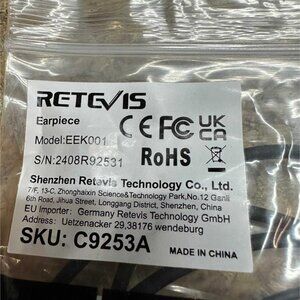 RETEVIS
Earpiece
Model:EEK001
CE FC UK CA
S/N:2408R92531
RoHS
Shenzhen Retevis Technology Co., Ltd.
7/F, 13-C, Zhonghaixin Science&Technology Park,No.12 Ganli
6th Road, Jihua Street, Longgang District, Shenzhen, China
EU Importer: Germany Retevis Technology GmbH
Address: Uetzenacker 29,38176 wendeburg
SKU: C9253A
MADE IN CHINA